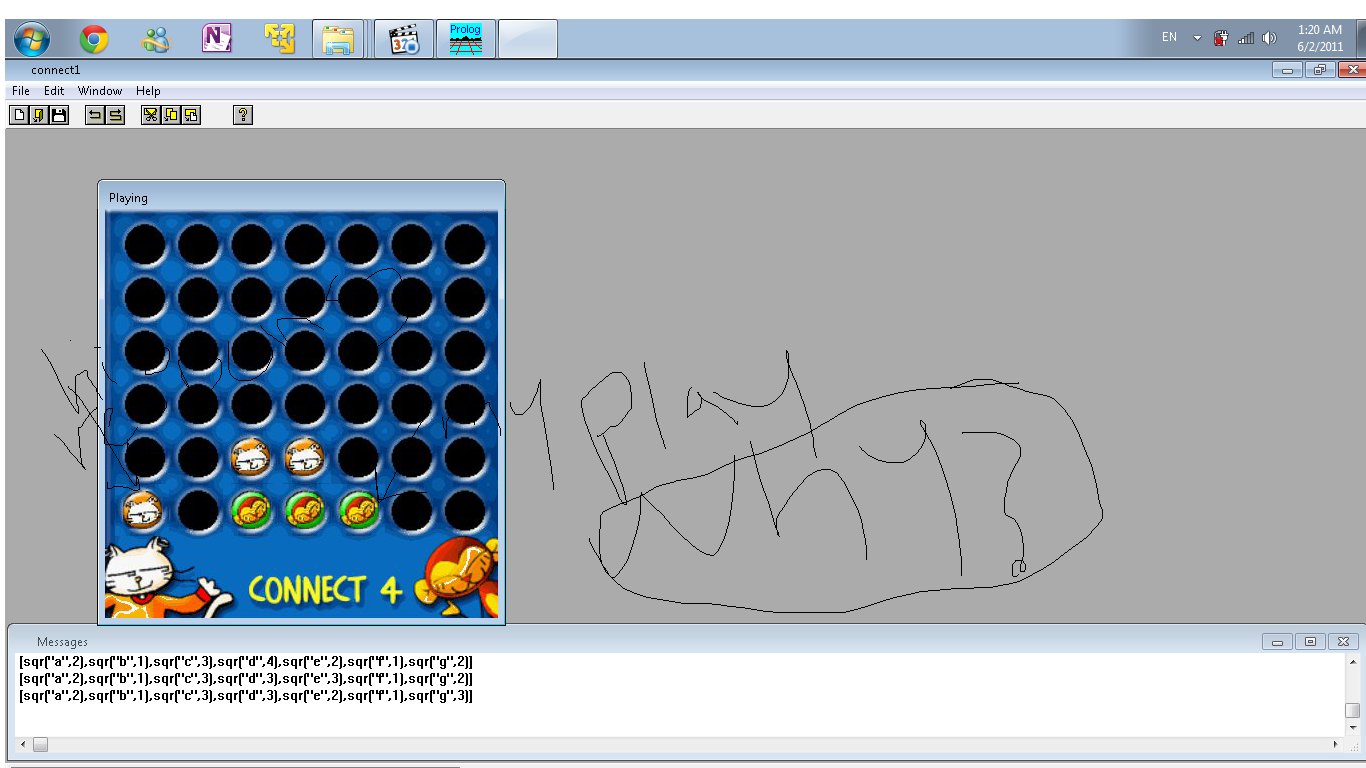 Prolog
1:20 AM
EN
6/2/2011
connect1
File Edit Window Help
Playing
my play
why?
CONNECT 4
Messages
[sqr("a",2),sqr("b",1),sqr("c",3),sqr("d",4),sqr("e",2),sqr("f",1),sqr("g",2)]
[sqr("a",2),sqr("b",1),sqr("c",3),sqr("d",3),sqr("e",3),sqr("f",1),sqr("g",2)]
[sqr("a",2),sqr("b",1),sqr("c",3),sqr("d",3),sqr("e",2),sqr("f",1),sqr("g",3)]